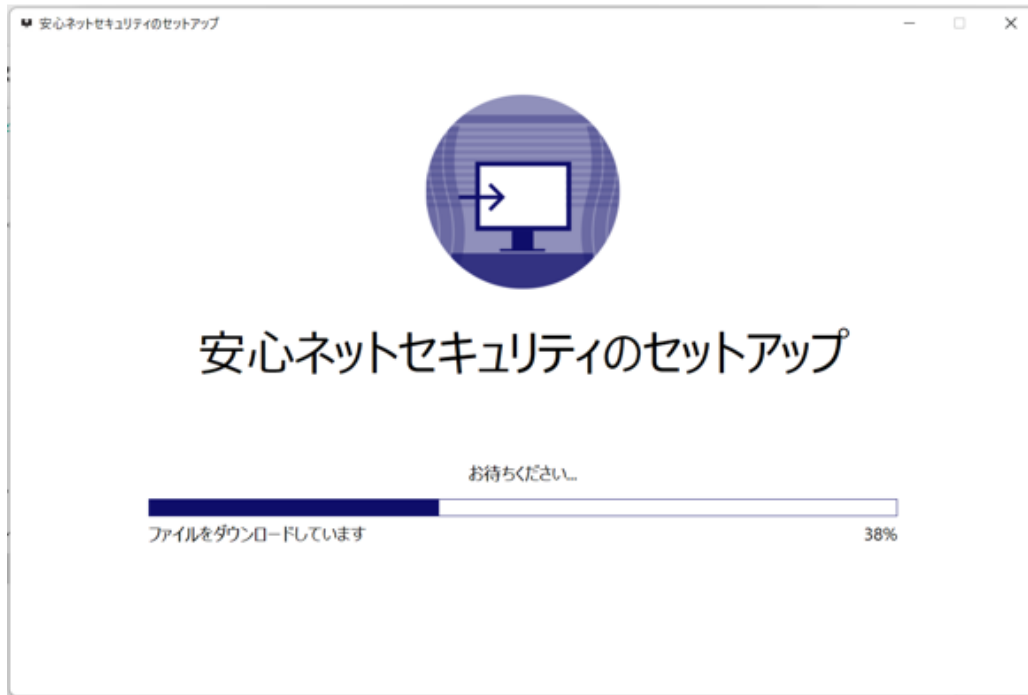 安心ネットセキュリティのセットアップ
安心ネットセキュリティのセットアップ
お待ちください...
ファイルをダウンロードしています
38%